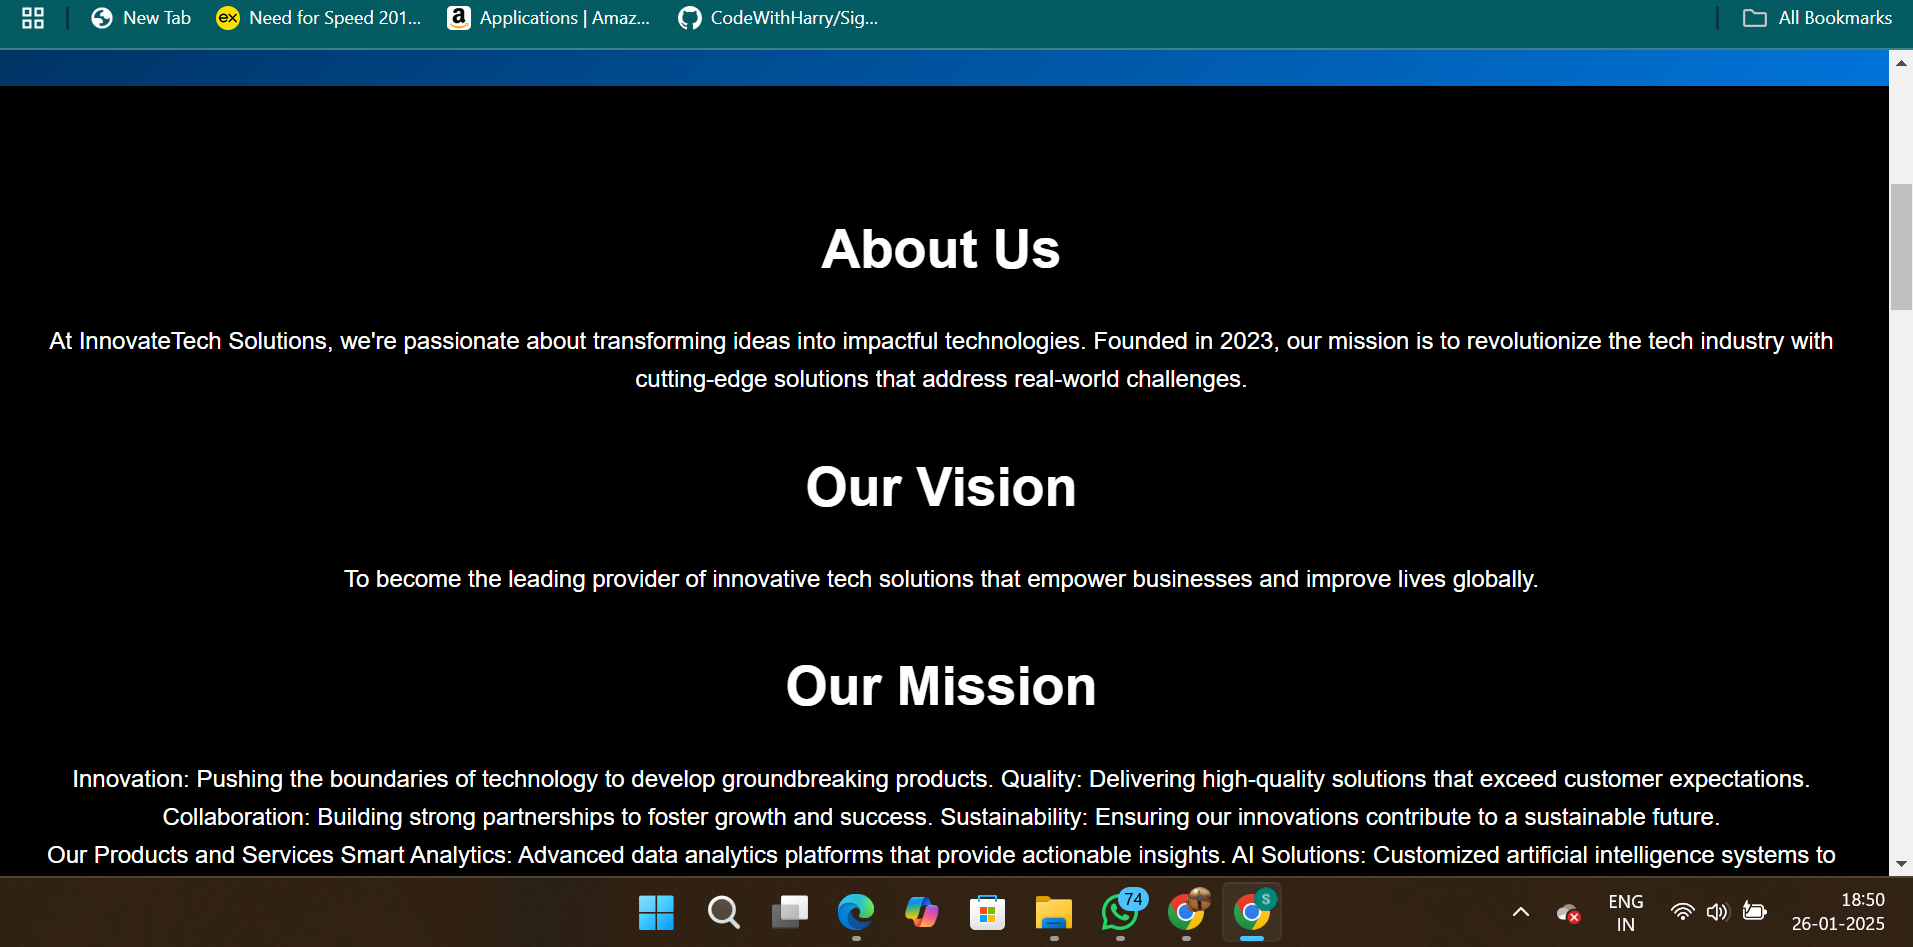 New Tab
Need for Speed 201...
Applications | Amaz...
CodeWithHarry/Sig...
All Bookmarks
About Us
At InnovateTech Solutions, we're passionate about transforming ideas into impactful technologies. Founded in 2023, our mission is to revolutionize the tech industry with
cutting-edge solutions that address real-world challenges.
Our Vision
To become the leading provider of innovative tech solutions that empower businesses and improve lives globally.
Our Mission
Innovation: Pushing the boundaries of technology to develop groundbreaking products. Quality: Delivering high-quality solutions that exceed customer expectations.
Collaboration: Building strong partnerships to foster growth and success. Sustainability: Ensuring our innovations contribute to a sustainable future.
Our Products and Services Smart Analytics: Advanced data analytics platforms that provide actionable insights. AI Solutions: Customized artificial intelligence systems to
74
S
ENG
IN
18:50
26-01-2025